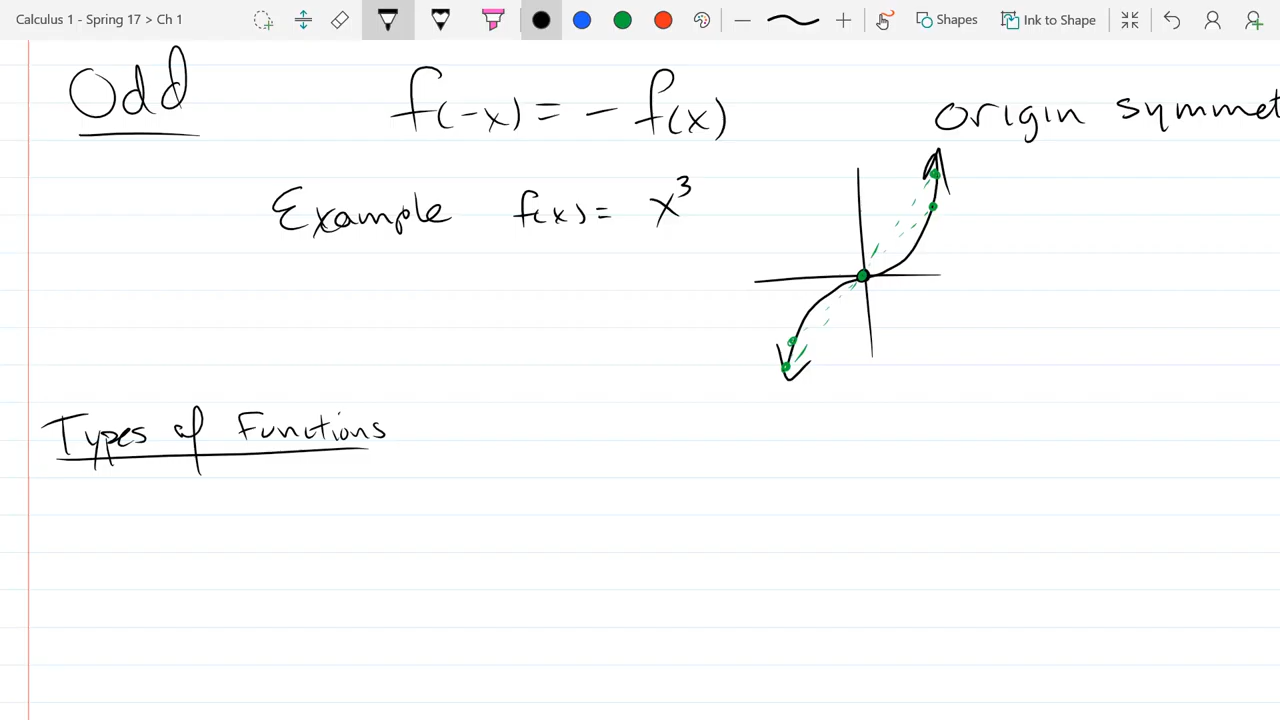 Calculus 1 - Spring 17 > Ch 1 Shapes Ink to Shape
Odd f(-x) = - f(x) origin symmet
Example f(x) = x³
Types of Functions